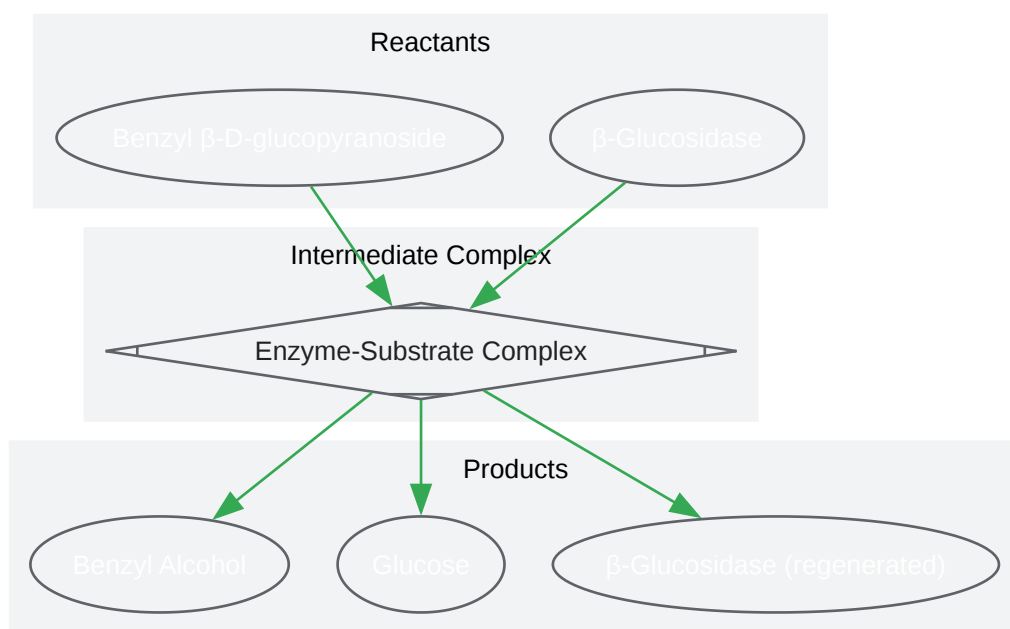 Reactants
Benzyl β-D-glucopyranoside
β-Glucosidase
Intermediate Complex
Enzyme-Substrate Complex
Products
Benzyl Alcohol
Glucose
β-Glucosidase (regenerated)